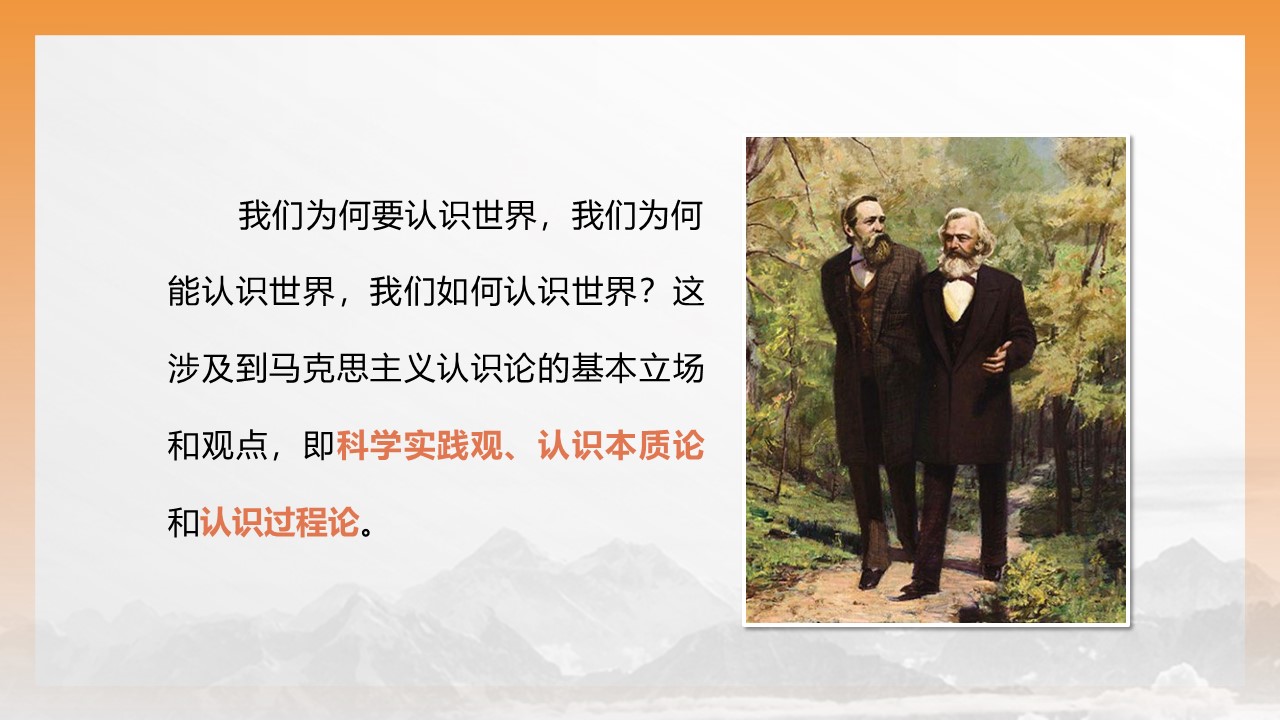 我们为何要认识世界，我们为何
能认识世界，我们如何认识世界？这
涉及到马克思主义认识论的基本立场
和观点，即科学实践观、认识本质论
和认识过程论。